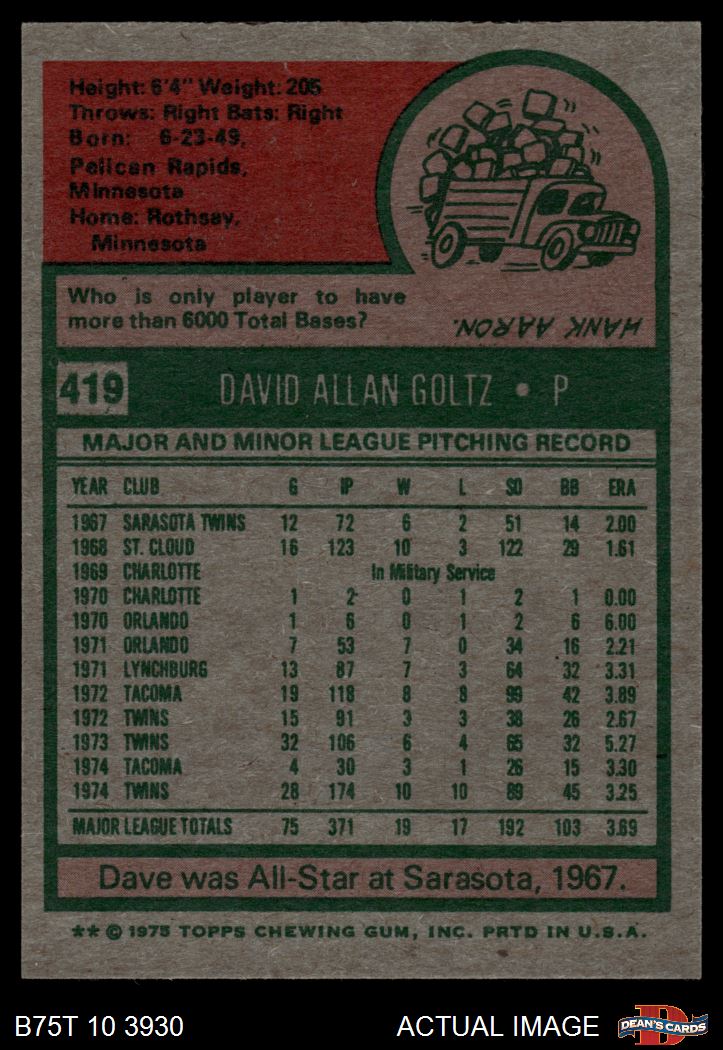 Height: 6'4" Weight: 205
Throws: Right Bats: Right
Born: 6-23-49,
Pelican Rapids,
Minnesota
Home: Rothsay,
Minnesota
Who is only player to have
more than 6000 Total Bases?
HANK AARON.
419 DAVID ALLAN GOLTZ • P
MAJOR AND MINOR LEAGUE PITCHING RECORD
YEAR CLUB G IP W L SO BB ERA
1967 SARASOTA TWINS 12 72 6 2 51 14 2.00
1968 ST. CLOUD 16 123 10 3 122 29 1.61
1969 CHARLOTTE In Military Service
1970 CHARLOTTE 1 2 0 1 2 1 0.00
1970 ORLANDO 1 6 0 1 2 6 6.00
1971 ORLANDO 7 53 7 0 34 16 2.21
1971 LYNCHBURG 13 87 7 3 64 32 3.31
1972 TACOMA 19 118 8 8 99 42 3.89
1972 TWINS 15 91 3 3 38 26 2.67
1973 TWINS 32 106 6 4 65 32 5.27
1974 TACOMA 4 30 3 1 26 15 3.30
1974 TWINS 28 174 10 10 89 45 3.25
MAJOR LEAGUE TOTALS 75 371 19 17 192 103 3.69
Dave was All-Star at Sarasota, 1967.
** © 1975 TOPPS CHEWING GUM, INC. PRTD IN U.S.A.
B75T 10 3930 ACTUAL IMAGE D DEAN'S CARDS